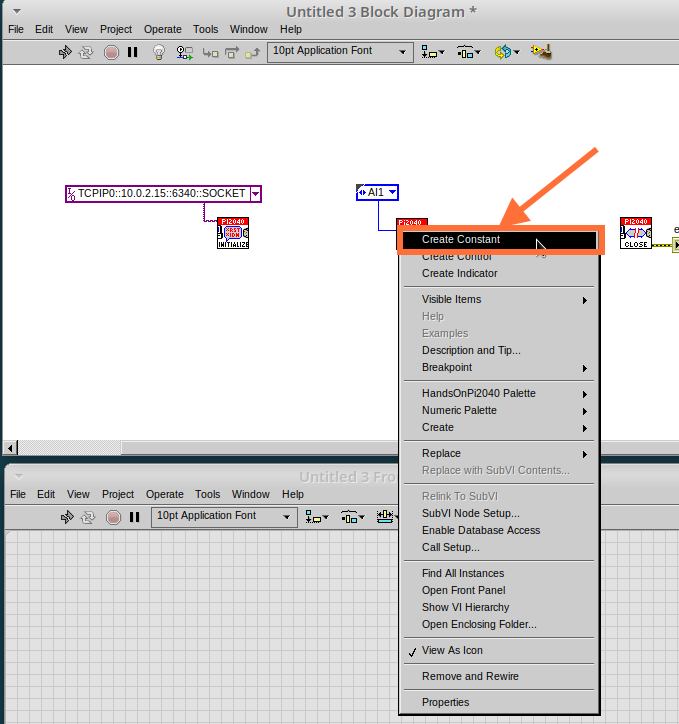 Untitled 3 Block Diagram *
File Edit View Project Operate Tools Window Help
10pt Application Font
TCPIP0::10.0.2.15::6340::SOCKET
AI1
PI2040
INITIALIZE
PI2040
PI2040
CLOSE
e
Create Constant
Create Control
Create Indicator
Visible Items
Help
Examples
Description and Tip...
Breakpoint
HandsOnPi2040 Palette
Numeric Palette
Create
Replace
Replace with SubVI Contents...
Relink To SubVI
SubVI Node Setup...
Enable Database Access
Call Setup...
Find All Instances
Open Front Panel
Show VI Hierarchy
Open Enclosing Folder...
View As Icon
Remove and Rewire
Properties
Untitled 3 Fro
File Edit View Project Operate Tools Window Help
10pt Application Font